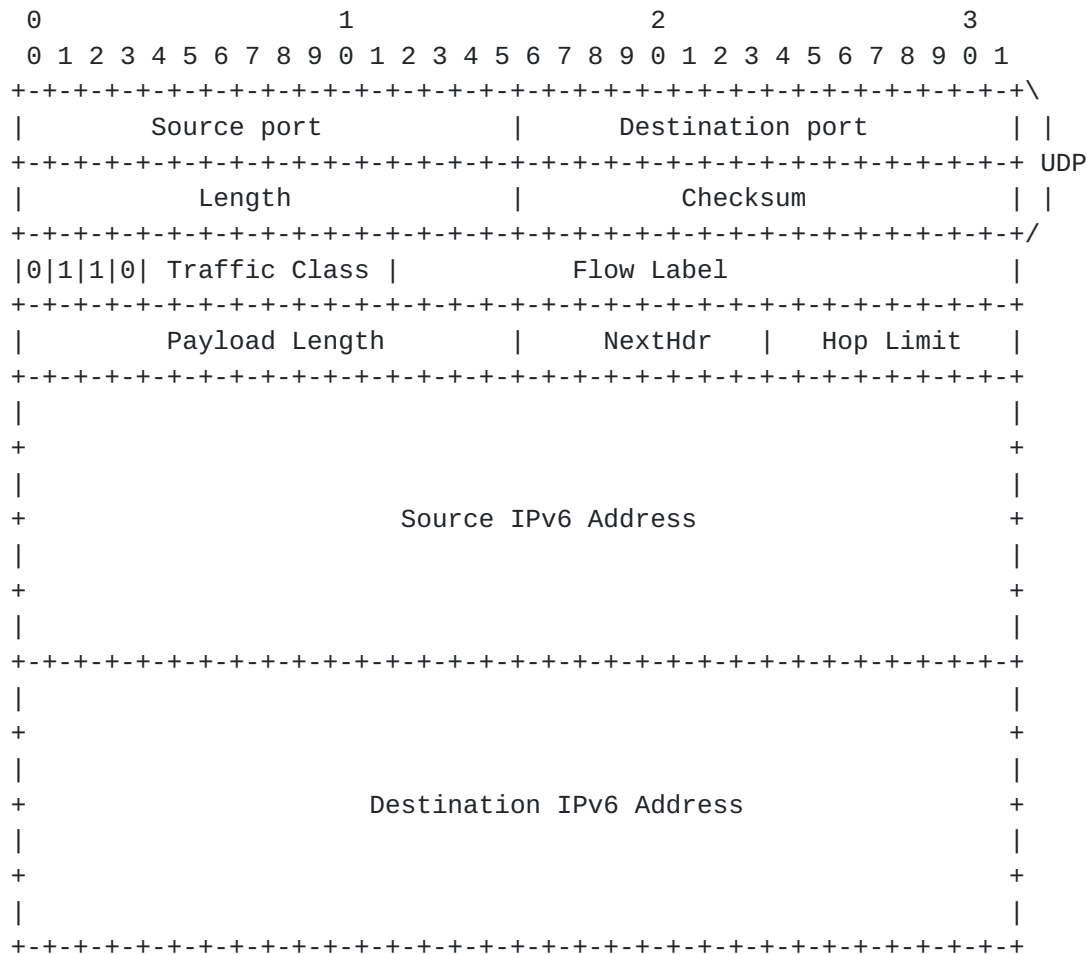 0                   1                   2                   3
 0 1 2 3 4 5 6 7 8 9 0 1 2 3 4 5 6 7 8 9 0 1 2 3 4 5 6 7 8 9 0 1
+-+-+-+-+-+-+-+-+-+-+-+-+-+-+-+-+-+-+-+-+-+-+-+-+-+-+-+-+-+-+-+-+\
|        Source port            |      Destination port         | |
+-+-+-+-+-+-+-+-+-+-+-+-+-+-+-+-+-+-+-+-+-+-+-+-+-+-+-+-+-+-+-+-+ UDP
|           Length              |          Checksum             | |
+-+-+-+-+-+-+-+-+-+-+-+-+-+-+-+-+-+-+-+-+-+-+-+-+-+-+-+-+-+-+-+-+/
|0|1|1|0| Traffic Class |           Flow Label                  |
+-+-+-+-+-+-+-+-+-+-+-+-+-+-+-+-+-+-+-+-+-+-+-+-+-+-+-+-+-+-+-+-+
|         Payload Length        |     NextHdr   |   Hop Limit   |
+-+-+-+-+-+-+-+-+-+-+-+-+-+-+-+-+-+-+-+-+-+-+-+-+-+-+-+-+-+-+-+-+
|                                                               |
+                                                               +
|                                                               |
+                        Source IPv6 Address                    +
|                                                               |
+                                                               +
|                                                               |
+-+-+-+-+-+-+-+-+-+-+-+-+-+-+-+-+-+-+-+-+-+-+-+-+-+-+-+-+-+-+-+-+
|                                                               |
+                                                               +
|                                                               |
+                      Destination IPv6 Address                 +
|                                                               |
+                                                               +
|                                                               |
+-+-+-+-+-+-+-+-+-+-+-+-+-+-+-+-+-+-+-+-+-+-+-+-+-+-+-+-+-+-+-+-+